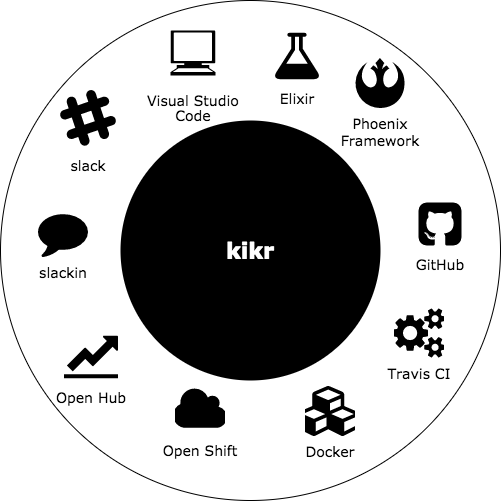 Visual Studio
Code
Elixir
Phoenix
Framework
slack
kikr
slackin
GitHub
Travis CI
Open Hub
Open Shift
Docker